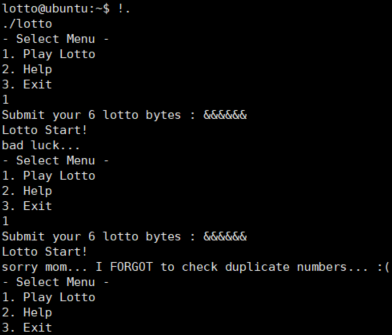 lotto@ubuntu:~$ !.
./lotto
- Select Menu -
1. Play Lotto
2. Help
3. Exit
1
Submit your 6 lotto bytes : &&&&&&
Lotto Start!
bad luck...
- Select Menu -
1. Play Lotto
2. Help
3. Exit
1
Submit your 6 lotto bytes : &&&&&&
Lotto Start!
sorry mom... I FORGOT to check duplicate numbers... :(
- Select Menu -
1. Play Lotto
2. Help
3. Exit